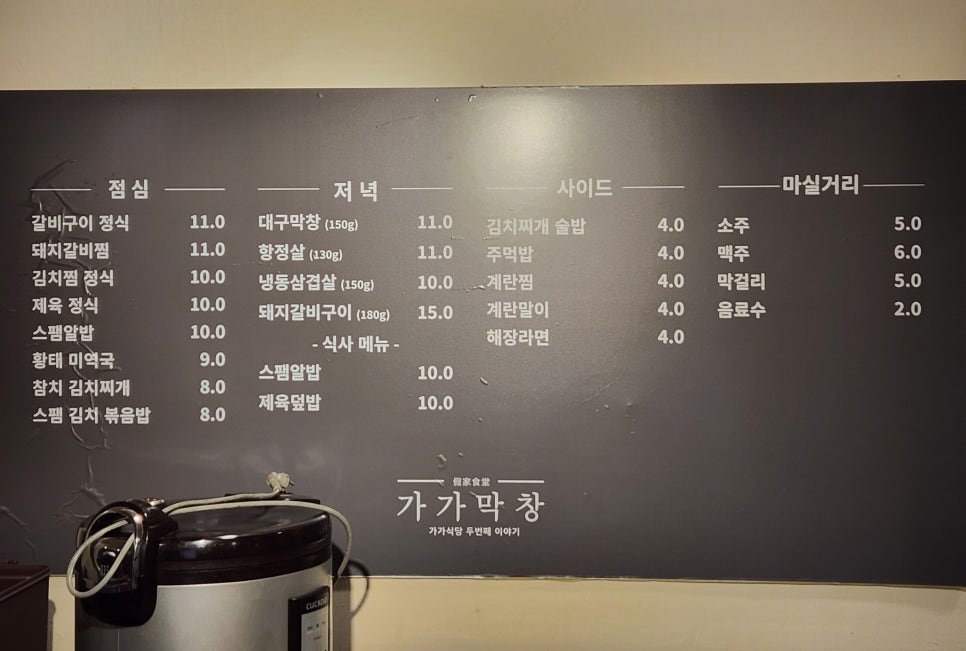 점심
갈비구이 정식 11.0
돼지갈비찜 11.0
김치찜 정식 10.0
제육 정식 10.0
스팸알밥 10.0
황태 미역국 9.0
참치 김치찌개 8.0
스팸 김치 볶음밥 8.0
저녁
대구막창 (150g) 11.0
항정살 (130g) 11.0
냉동삼겹살 (150g) 10.0
돼지갈비구이 (180g) 15.0
- 식사 메뉴 -
스팸알밥 10.0
제육덮밥 10.0
사이드
김치찌개 술밥 4.0
주먹밥 4.0
계란찜 4.0
계란말이 4.0
해장라면 4.0
마실거리
소주 5.0
맥주 6.0
막걸리 5.0
음료수 2.0
假家食堂
가가막창
가가식당 두번째 이야기
CUCKOO